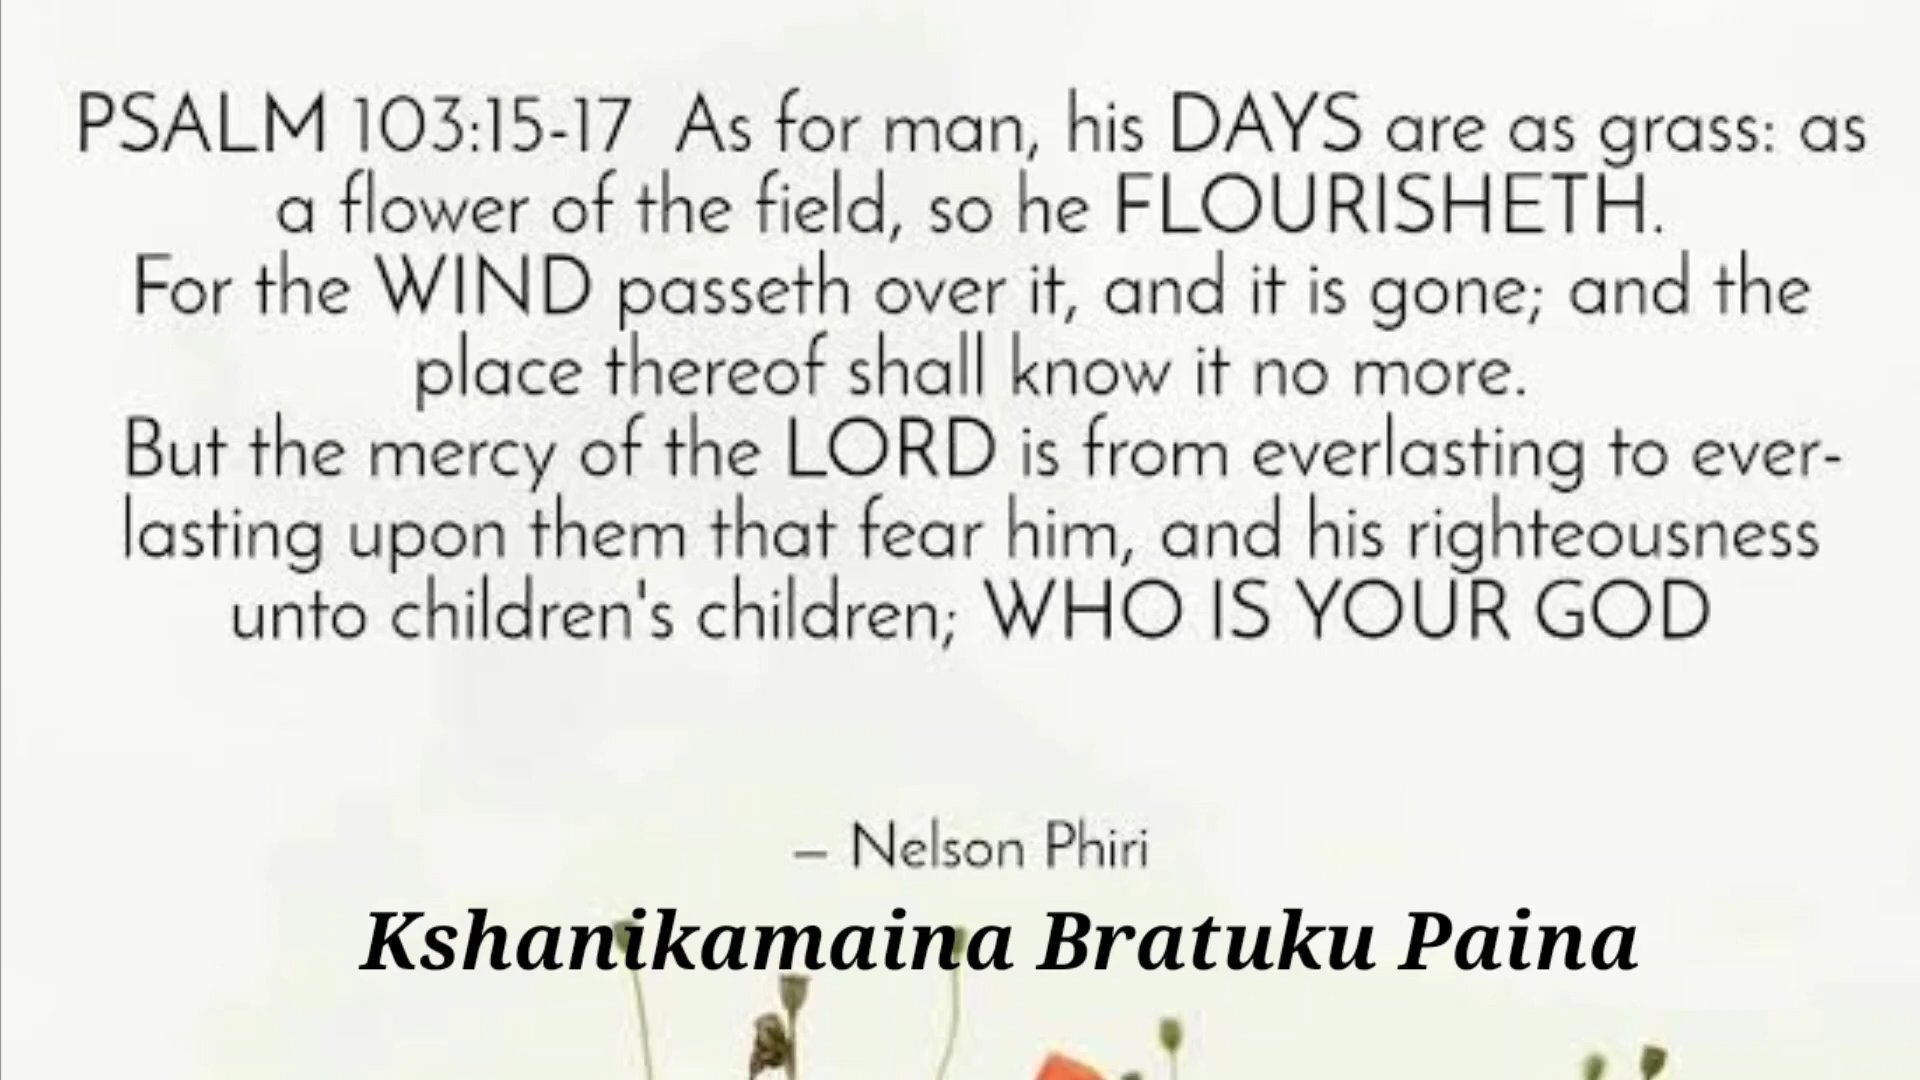 PSALM 103:15-17  As for man, his DAYS are as grass: as
a flower of the field, so he FLOURISHETH.
For the WIND passeth over it, and it is gone; and the
place thereof shall know it no more.
But the mercy of the LORD is from everlasting to ever-
lasting upon them that fear him, and his righteousness
unto children's children; WHO IS YOUR GOD
– Nelson Phiri
Kshanikamaina Bratuku Paina